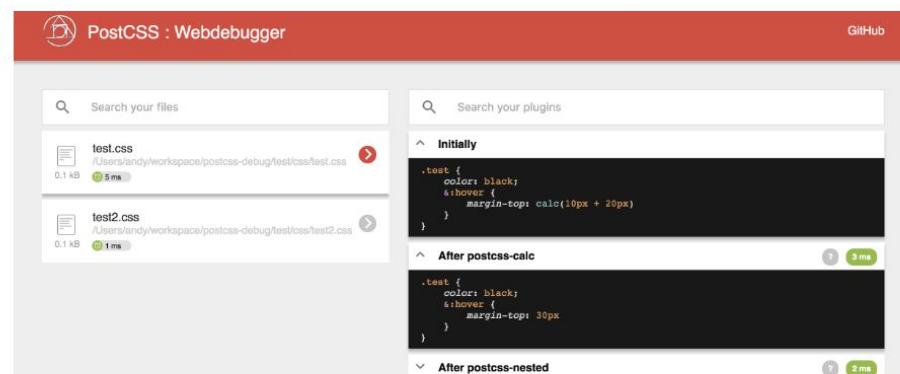 PostCSS : Webdebugger
GitHub
Search your files
test.css
/Users/andy/workspace/postcss-debug/test/css/test.css
0.1 kB
5 ms
test2.css
/Users/andy/workspace/postcss-debug/test/css/test2.css
0.1 kB
1 ms
Search your plugins
Initially
.test {
    color: black;
    &:hover {
        margin-top: calc(10px + 20px)
    }
}
After postcss-calc
? 3 ms
.test {
    color: black;
    &:hover {
        margin-top: 30px
    }
}
After postcss-nested
? 2 ms